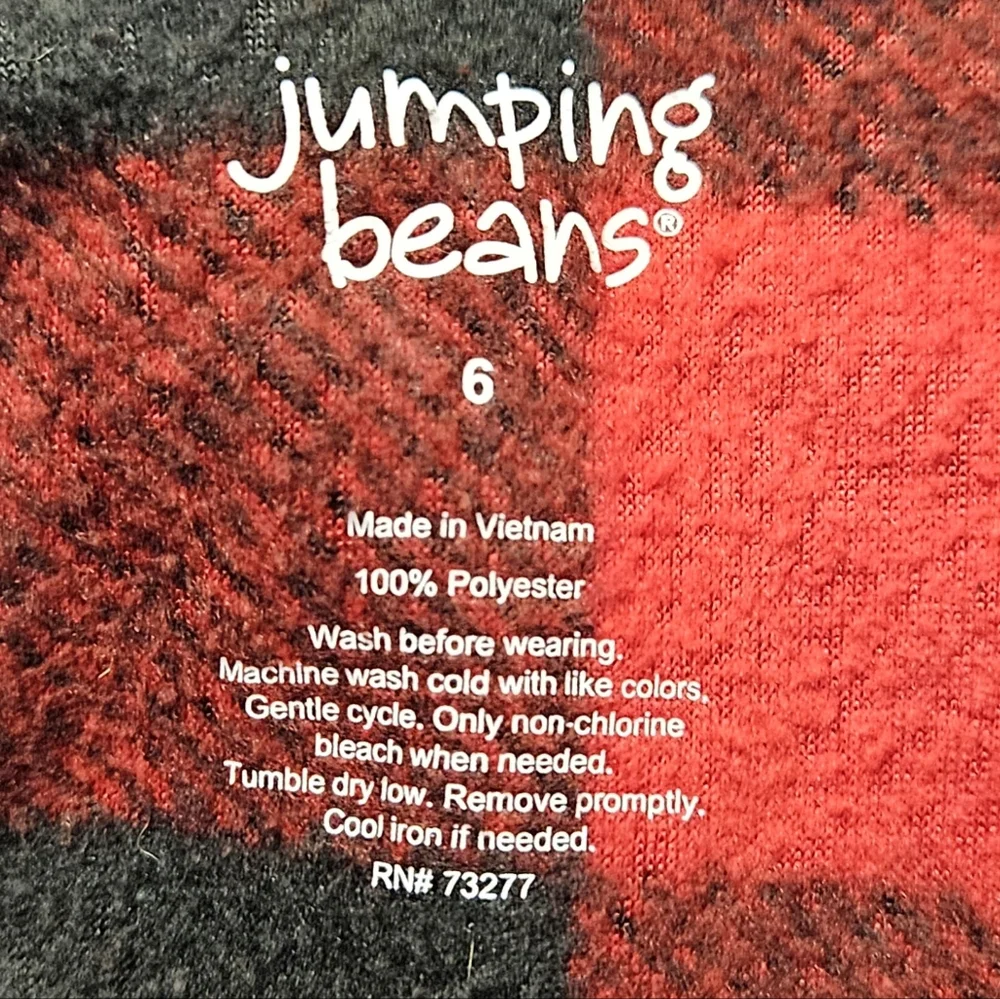 jumping
beans®
6
Made in Vietnam
100% Polyester
Wash before wearing.
Machine wash cold with like colors.
Gentle cycle. Only non-chlorine
bleach when needed.
Tumble dry low. Remove promptly.
Cool iron if needed.
RN# 73277